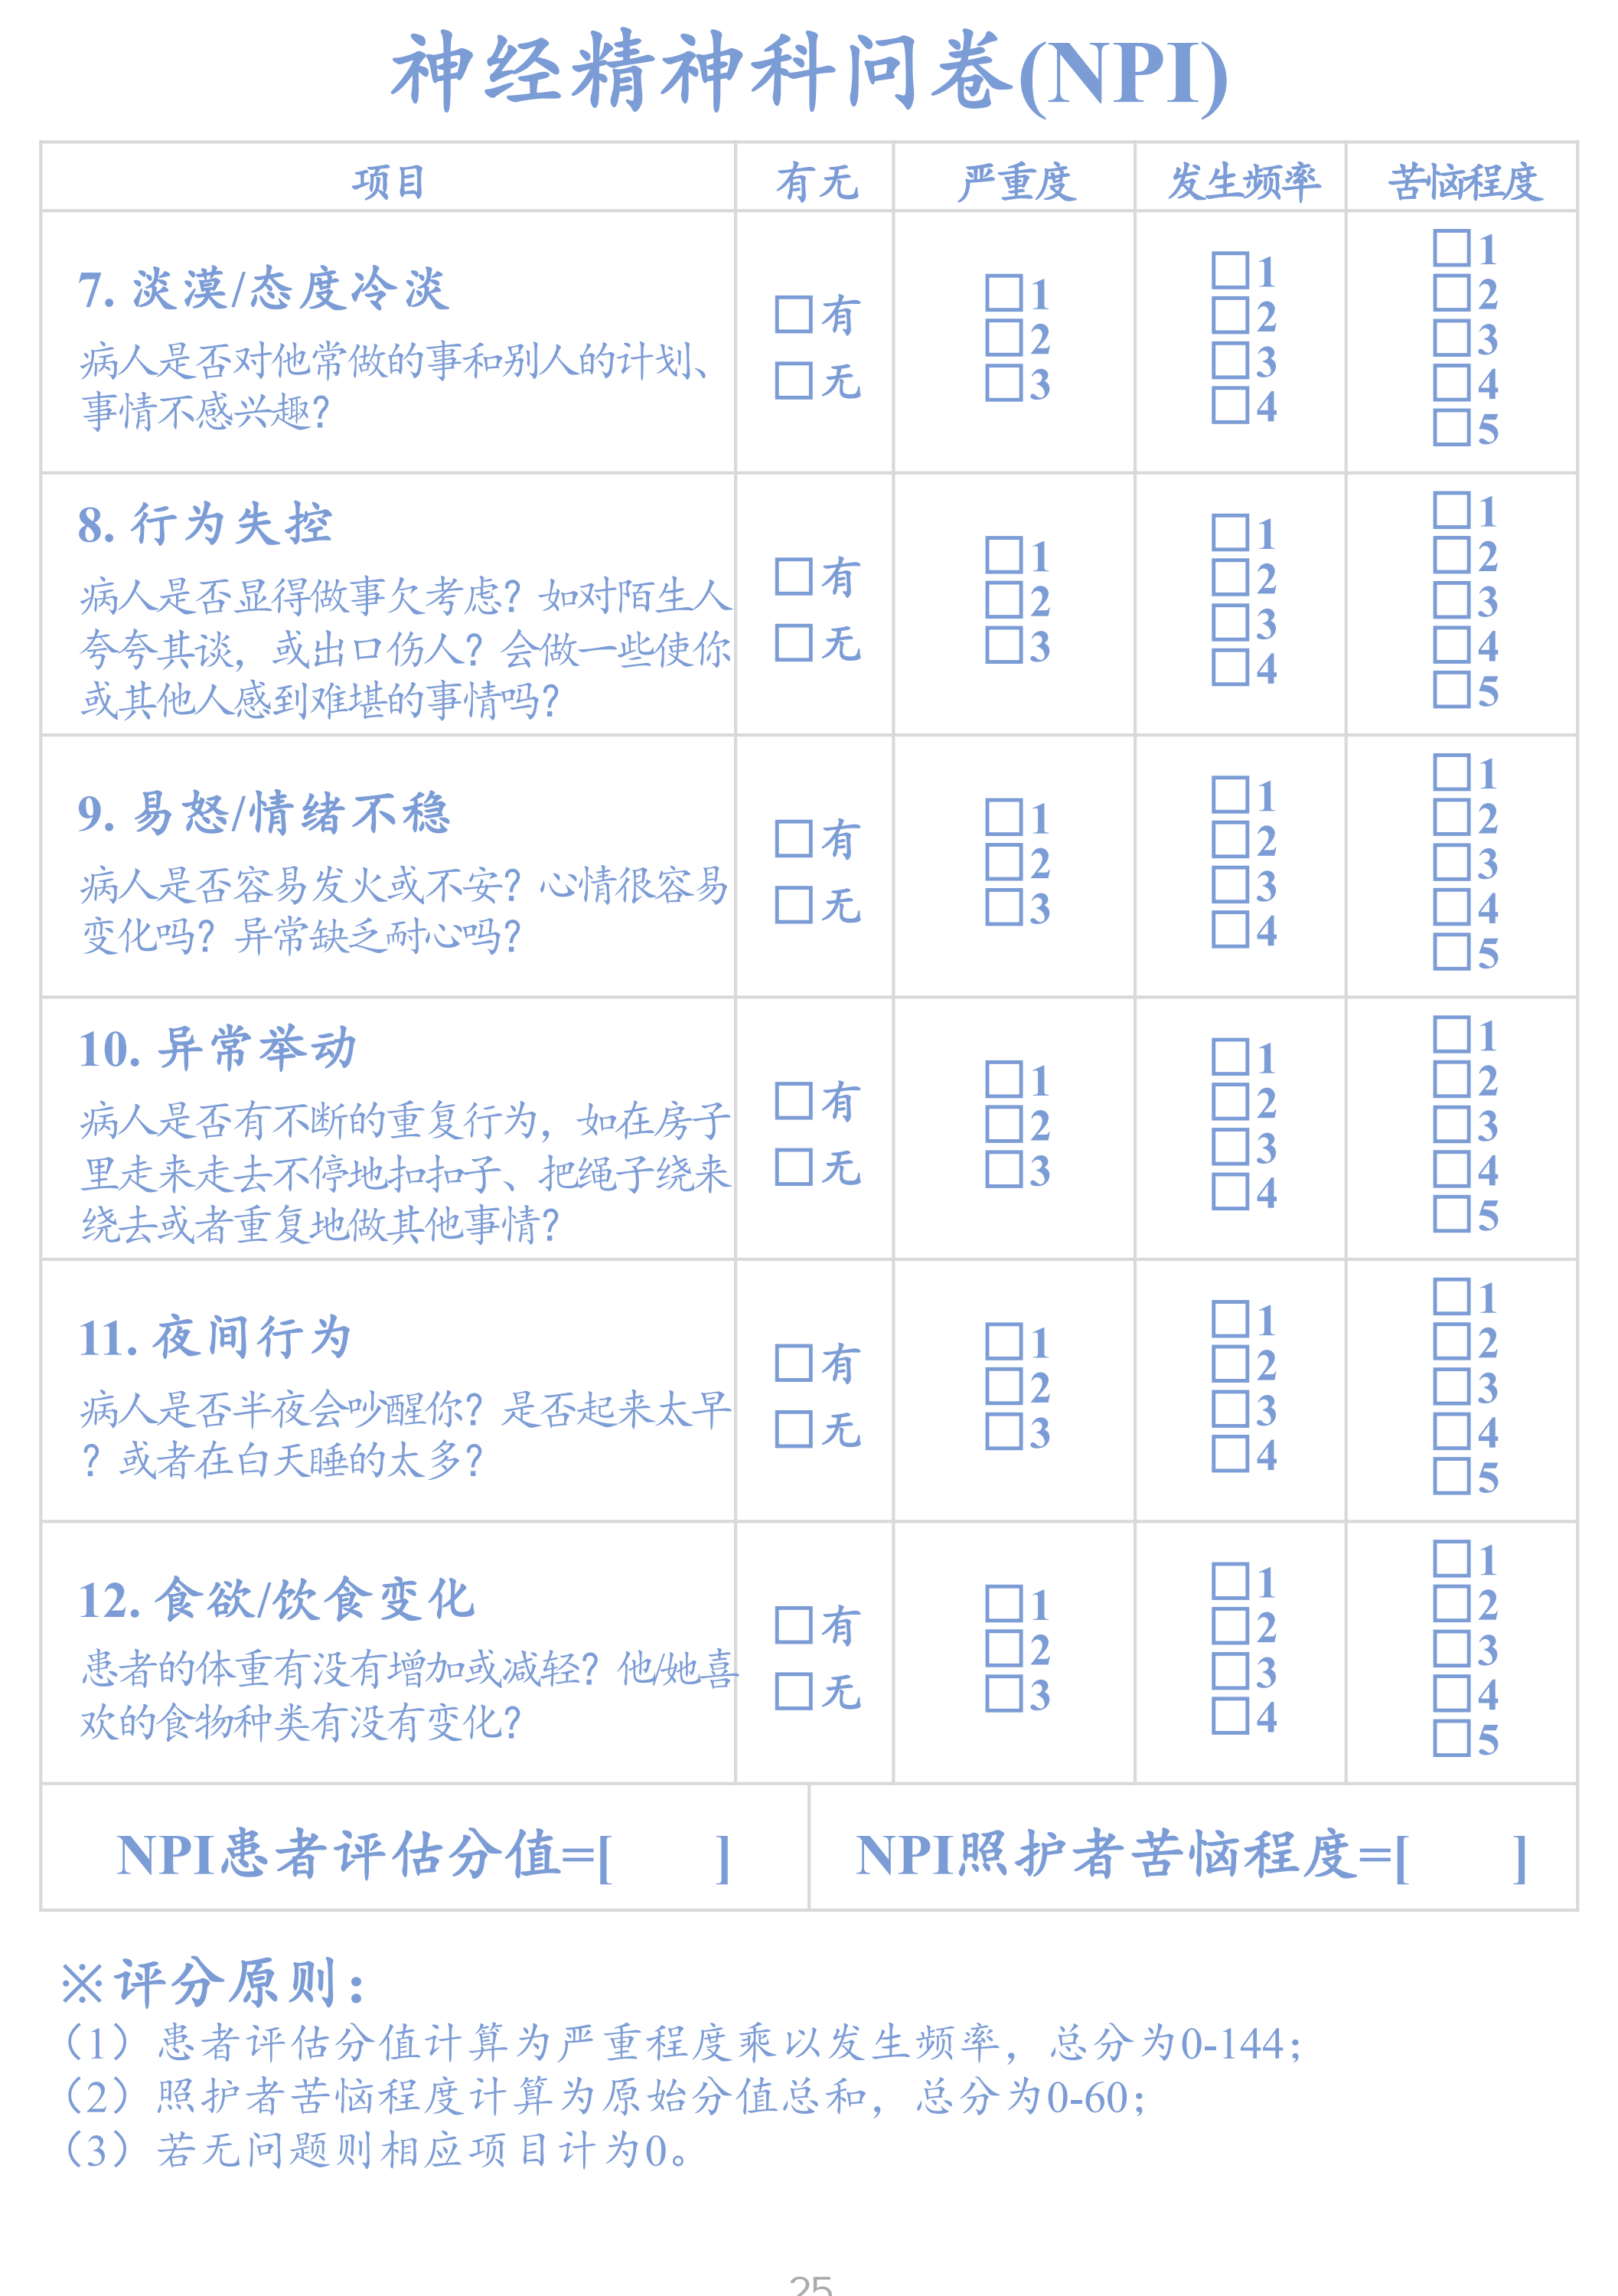 神经精神科问卷(NPI)
项目 有无 严重度 发生频率 苦恼程度
7. 淡漠/态度冷淡
病人是否对他常做的事和别人的计划、
事情不感兴趣？
□有
□无
□1
□2
□3
□1
□2
□3
□4
□1
□2
□3
□4
□5
8. 行为失控
病人是否显得做事欠考虑？如对陌生人
夸夸其谈，或出口伤人？会做一些使你
或其他人感到难堪的事情吗？
□有
□无
□1
□2
□3
□1
□2
□3
□4
□1
□2
□3
□4
□5
9. 易怒/情绪不稳
病人是否容易发火或不安？心情很容易
变化吗？异常缺乏耐心吗？
□有
□无
□1
□2
□3
□1
□2
□3
□4
□1
□2
□3
□4
□5
10. 异常举动
病人是否有不断的重复行为，如在房子
里走来走去不停地扣扣子、把绳子绕来
绕去或者重复地做其他事情？
□有
□无
□1
□2
□3
□1
□2
□3
□4
□1
□2
□3
□4
□5
11. 夜间行为
病人是否半夜会吵醒你？是否起来太早
？或者在白天睡的太多？
□有
□无
□1
□2
□3
□1
□2
□3
□4
□1
□2
□3
□4
□5
12. 食欲/饮食变化
患者的体重有没有增加或减轻？他/她喜
欢的食物种类有没有变化？
□有
□无
□1
□2
□3
□1
□2
□3
□4
□1
□2
□3
□4
□5
NPI患者评估分值=[ ] NPI照护者苦恼程度=[ ]
※评分原则：
（1）患者评估分值计算为严重程度乘以发生频率，总分为0-144；
（2）照护者苦恼程度计算为原始分值总和，总分为0-60；
（3）若无问题则相应项目计为0。
25